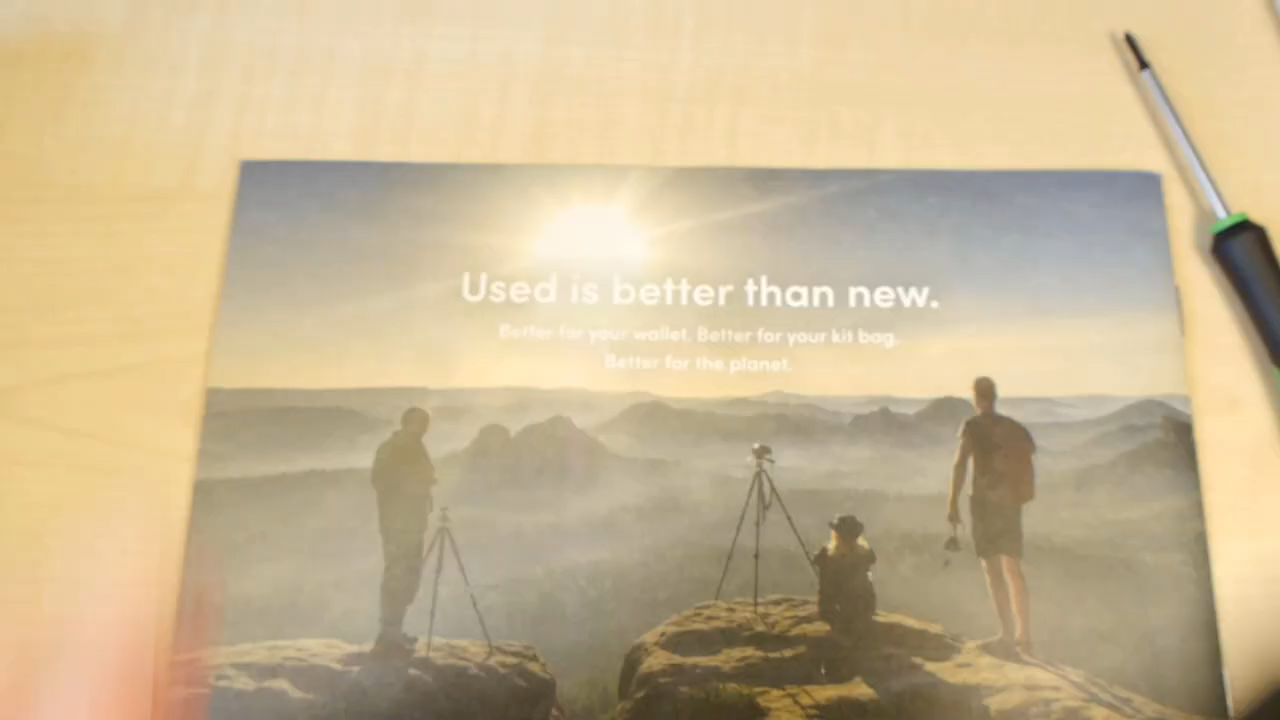 Used is better than new.
Better for your wallet. Better for your kit bag.
Better for the planet.